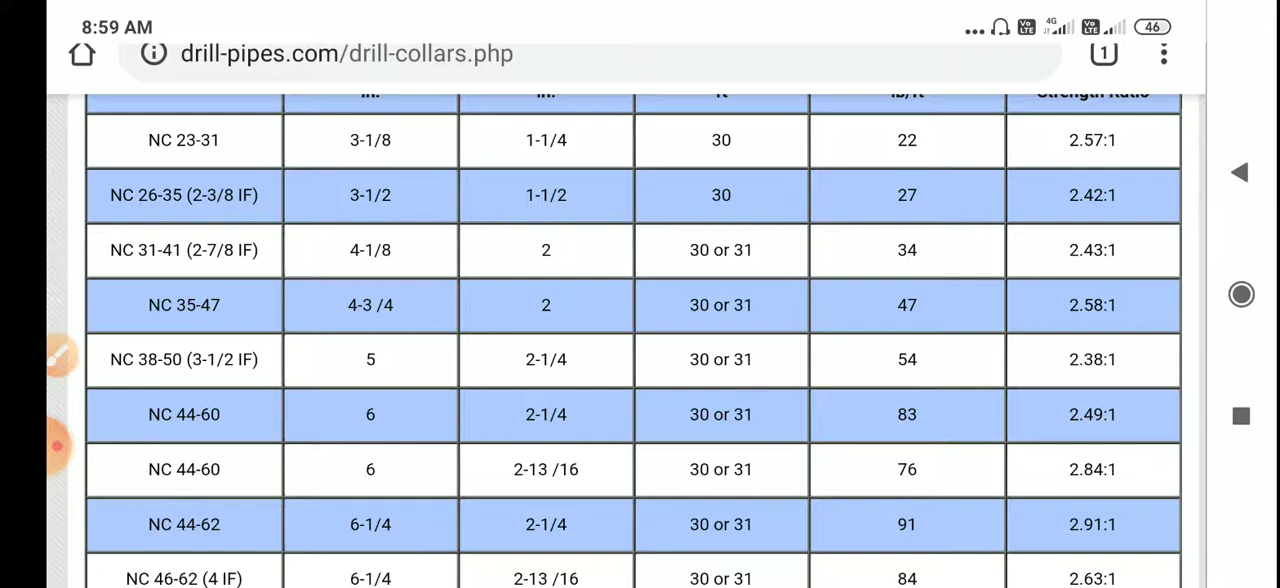 8:59 AM
46
drill-pipes.com/drill-collars.php
1
in. in. ft lb/ft Strength Ratio
NC 23-31 3-1/8 1-1/4 30 22 2.57:1
NC 26-35 (2-3/8 IF) 3-1/2 1-1/2 30 27 2.42:1
NC 31-41 (2-7/8 IF) 4-1/8 2 30 or 31 34 2.43:1
NC 35-47 4-3 /4 2 30 or 31 47 2.58:1
NC 38-50 (3-1/2 IF) 5 2-1/4 30 or 31 54 2.38:1
NC 44-60 6 2-1/4 30 or 31 83 2.49:1
NC 44-60 6 2-13 /16 30 or 31 76 2.84:1
NC 44-62 6-1/4 2-1/4 30 or 31 91 2.91:1
NC 46-62 (4 IF) 6-1/4 2-13 /16 30 or 31 84 2.63:1